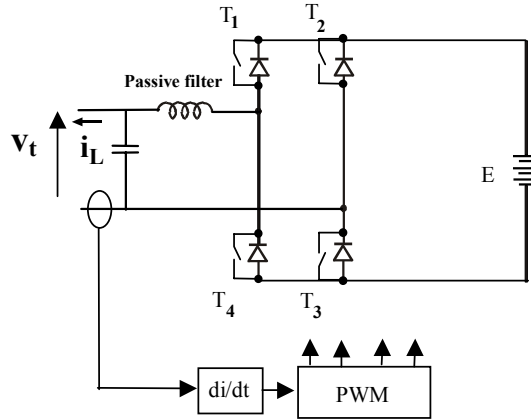 T1 T2
Passive filter
vt
iL
E
T4 T3
di/dt
PWM